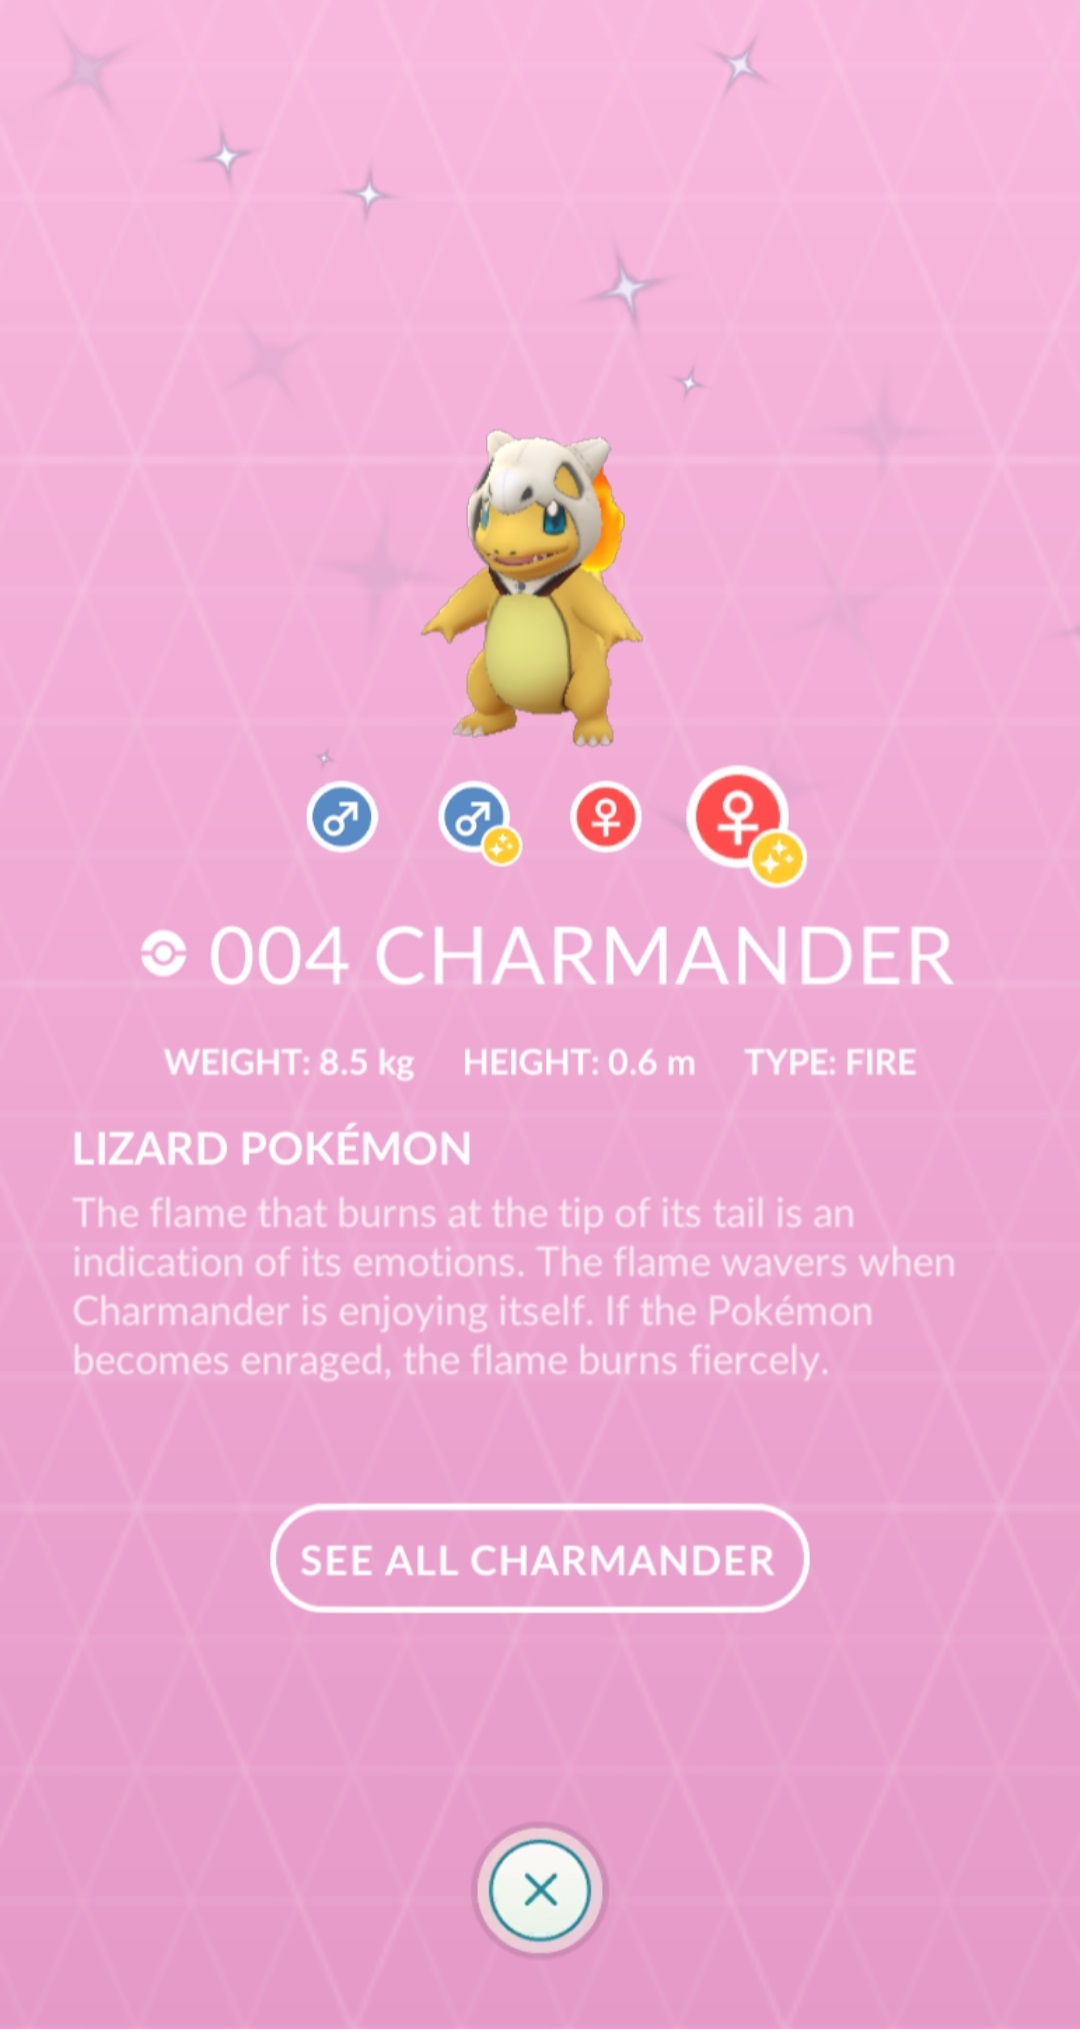 004 CHARMANDER
WEIGHT: 8.5 kg HEIGHT: 0.6 m TYPE: FIRE
LIZARD POKÉMON
The flame that burns at the tip of its tail is an
indication of its emotions. The flame wavers when
Charmander is enjoying itself. If the Pokémon
becomes enraged, the flame burns fiercely.
SEE ALL CHARMANDER